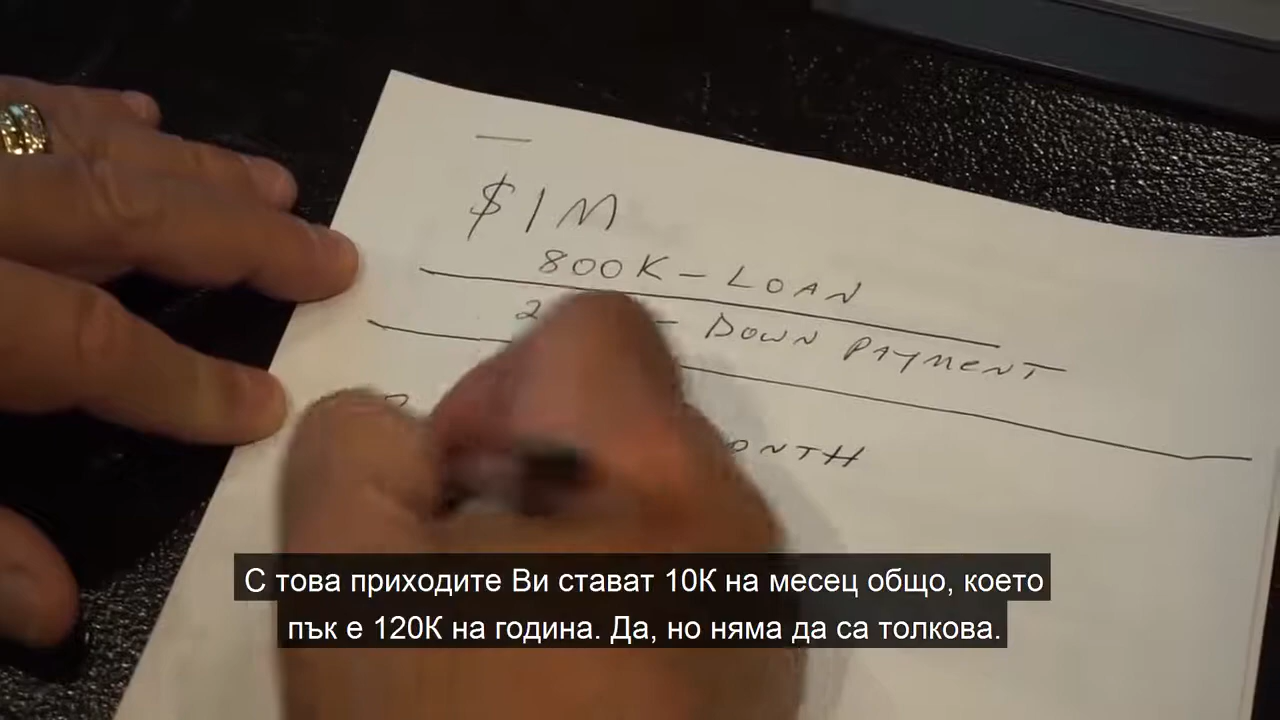 $1M
800K – LOAN
– DOWN PAYMENT
С това приходите Ви стават 10К на месец общо, което
пък е 120К на година. Да, но няма да са толкова.